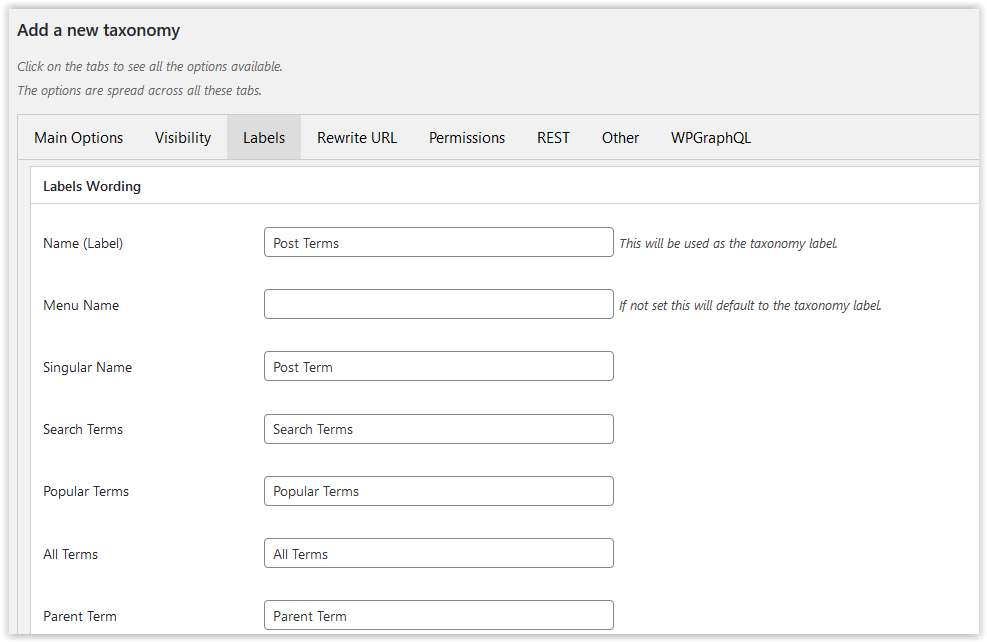 Add a new taxonomy
Click on the tabs to see all the options available.
The options are spread across all these tabs.
Main Options Visibility Labels Rewrite URL Permissions REST Other WPGraphQL
Labels Wording
Name (Label) Post Terms This will be used as the taxonomy label.
Menu Name If not set this will default to the taxonomy label.
Singular Name Post Term
Search Terms Search Terms
Popular Terms Popular Terms
All Terms All Terms
Parent Term Parent Term